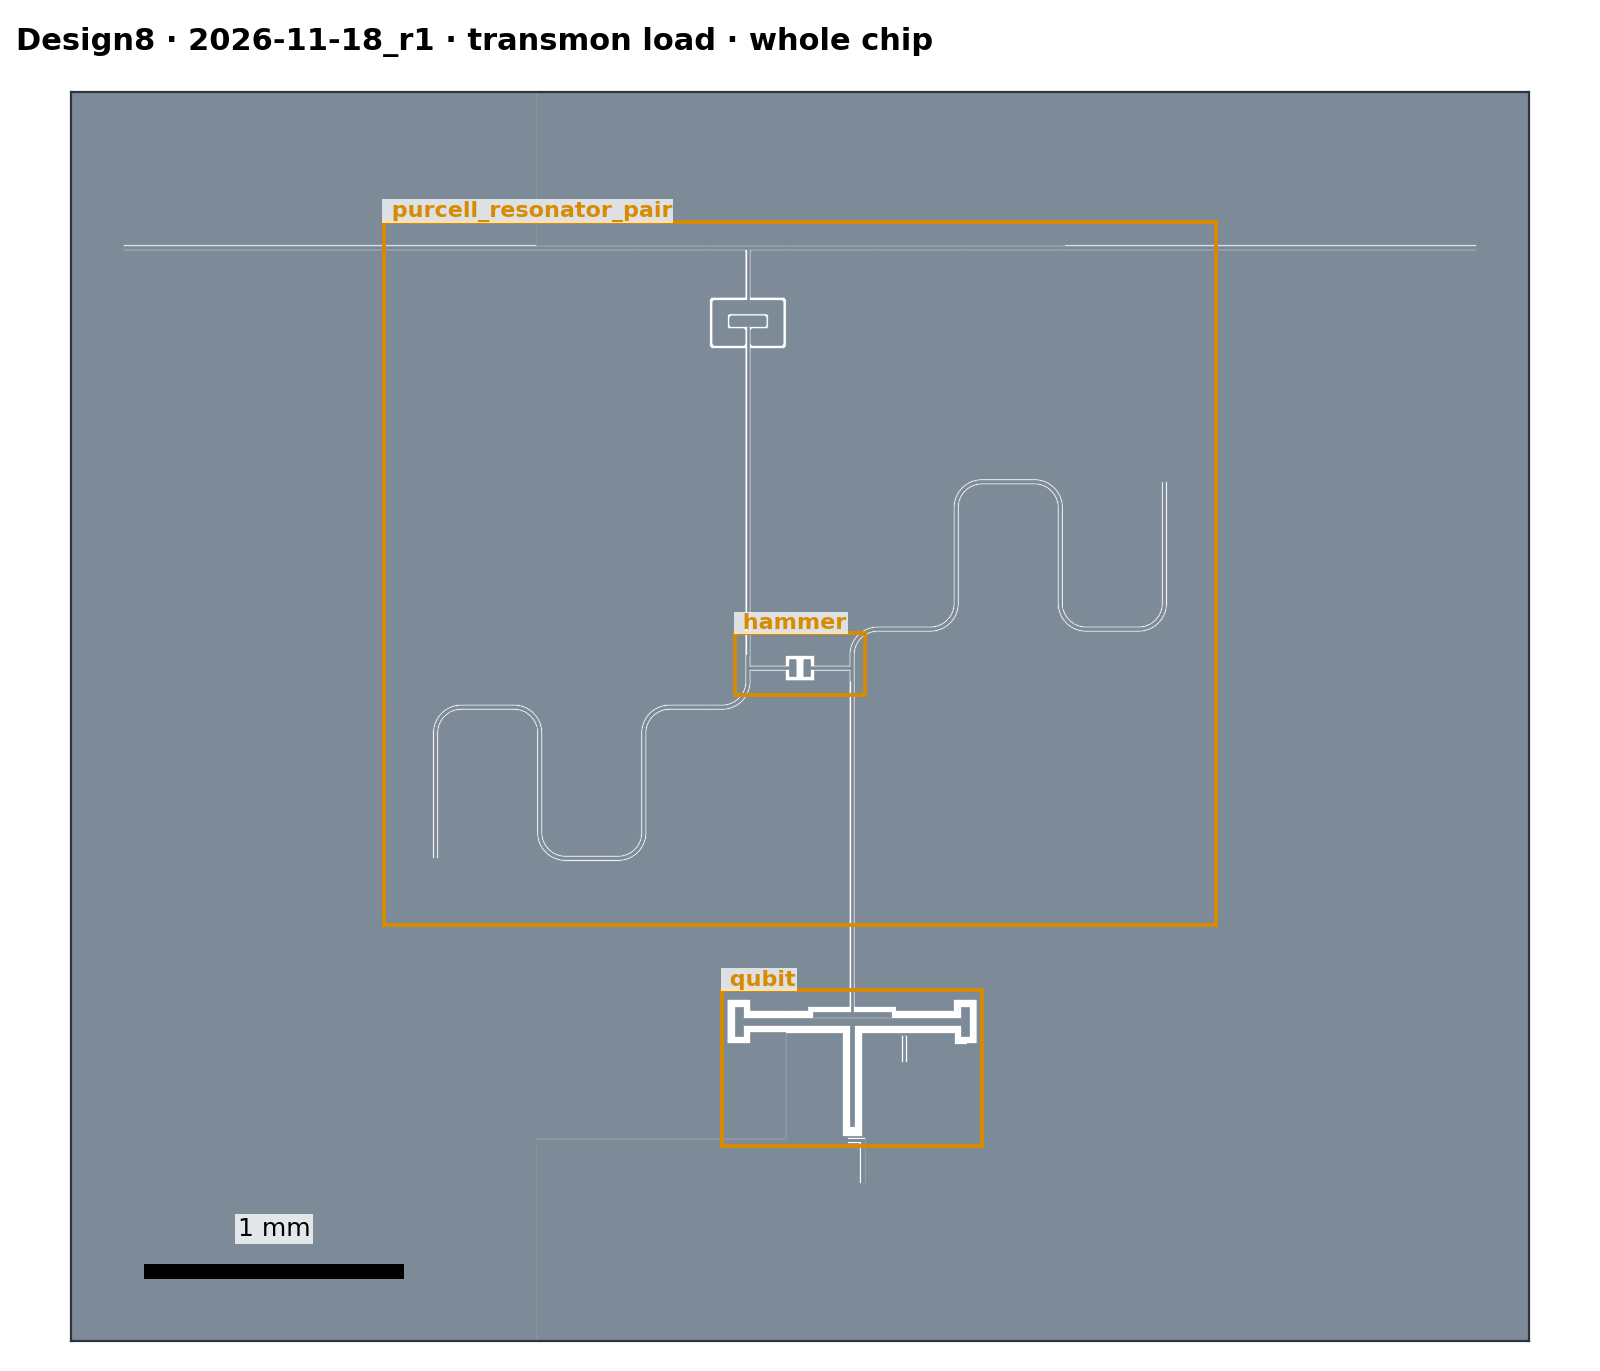 Design8 · 2026-11-18_r1 · transmon load · whole chip
purcell_resonator_pair
hammer
qubit
1 mm